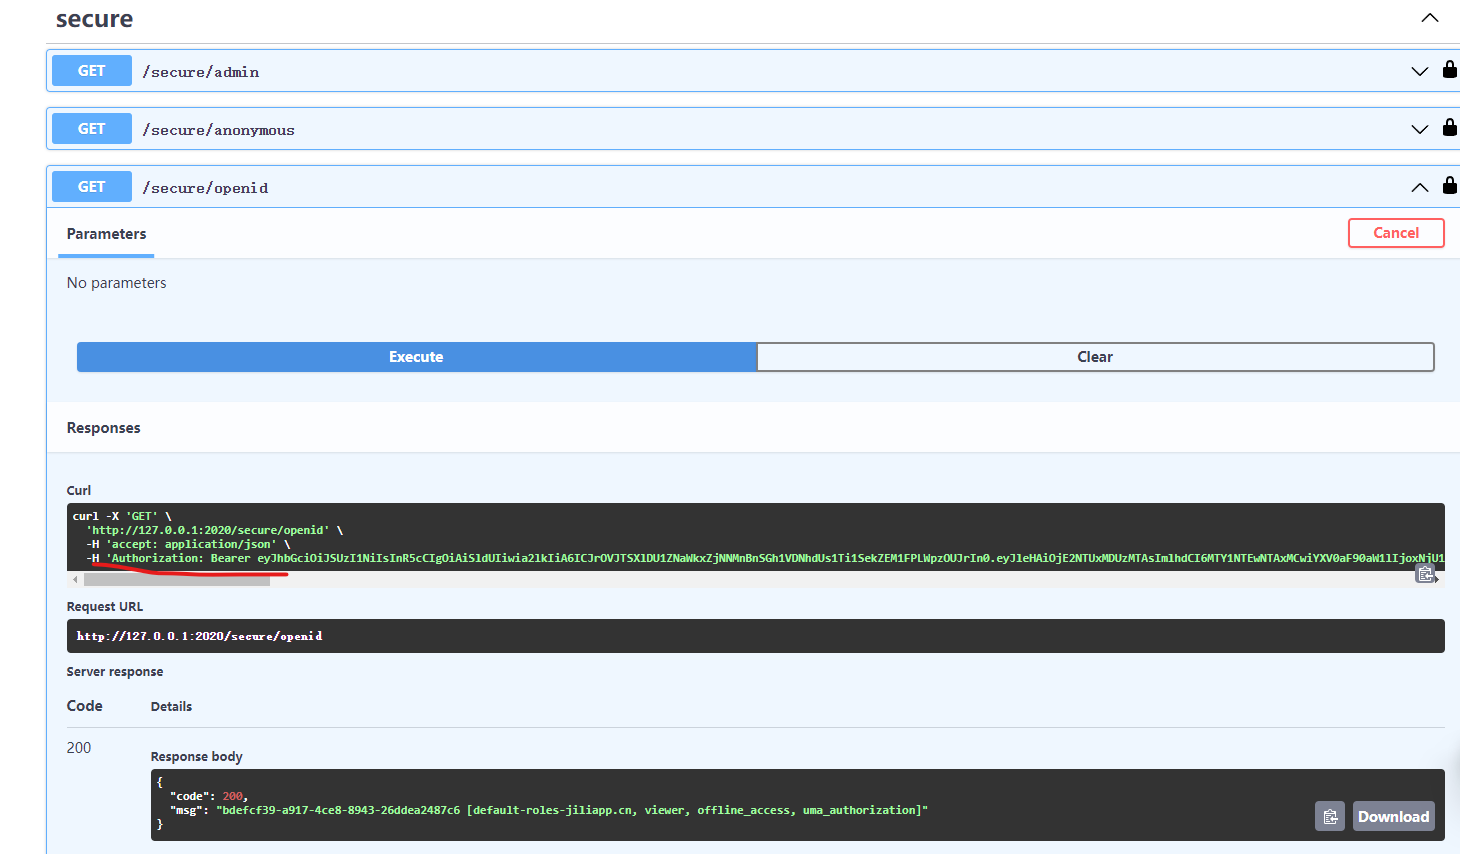 secure
GET /secure/admin
GET /secure/anonymous
GET /secure/openid
Parameters
Cancel
No parameters
Execute
Clear
Responses
Curl
curl -X 'GET' \
'http://127.0.0.1:2020/secure/openid' \
-H 'accept: application/json' \
-H 'Authorization: Bearer
Request URL
http://127.0.0.1:2020/secure/openid
Server response
Code Details
200
Response body
{
"code": 200,
"msg": "bdefcf39-a917-4ce8-8943-26ddea2487c6 [default-roles-jiliapp.cn, viewer, offline_access, uma_authorization]"
}
Download